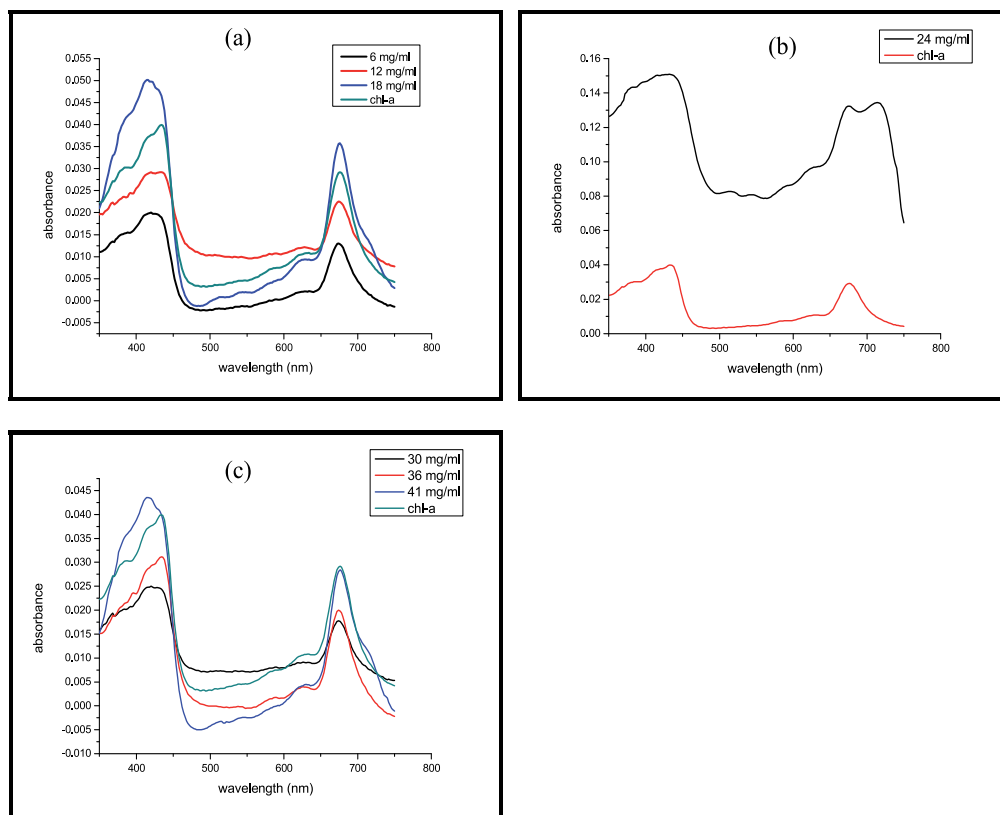 (a)
6 mg/ml
12 mg/ml
18 mg/ml
chl-a
0.055
0.050
0.045
0.040
0.035
0.030
0.025
0.020
0.015
0.010
0.005
0.000
-0.005
absorbance
400 500 600 700 800
wavelength (nm)
(b)
24 mg/ml
chl-a
0.16
0.14
0.12
0.10
0.08
0.06
0.04
0.02
0.00
absorbance
400 500 600 700 800
wavelength (nm)
(c)
30 mg/ml
36 mg/ml
41 mg/ml
chl-a
0.045
0.040
0.035
0.030
0.025
0.020
0.015
0.010
0.005
0.000
-0.005
-0.010
absorbance
400 500 600 700 800
wavelength (nm)